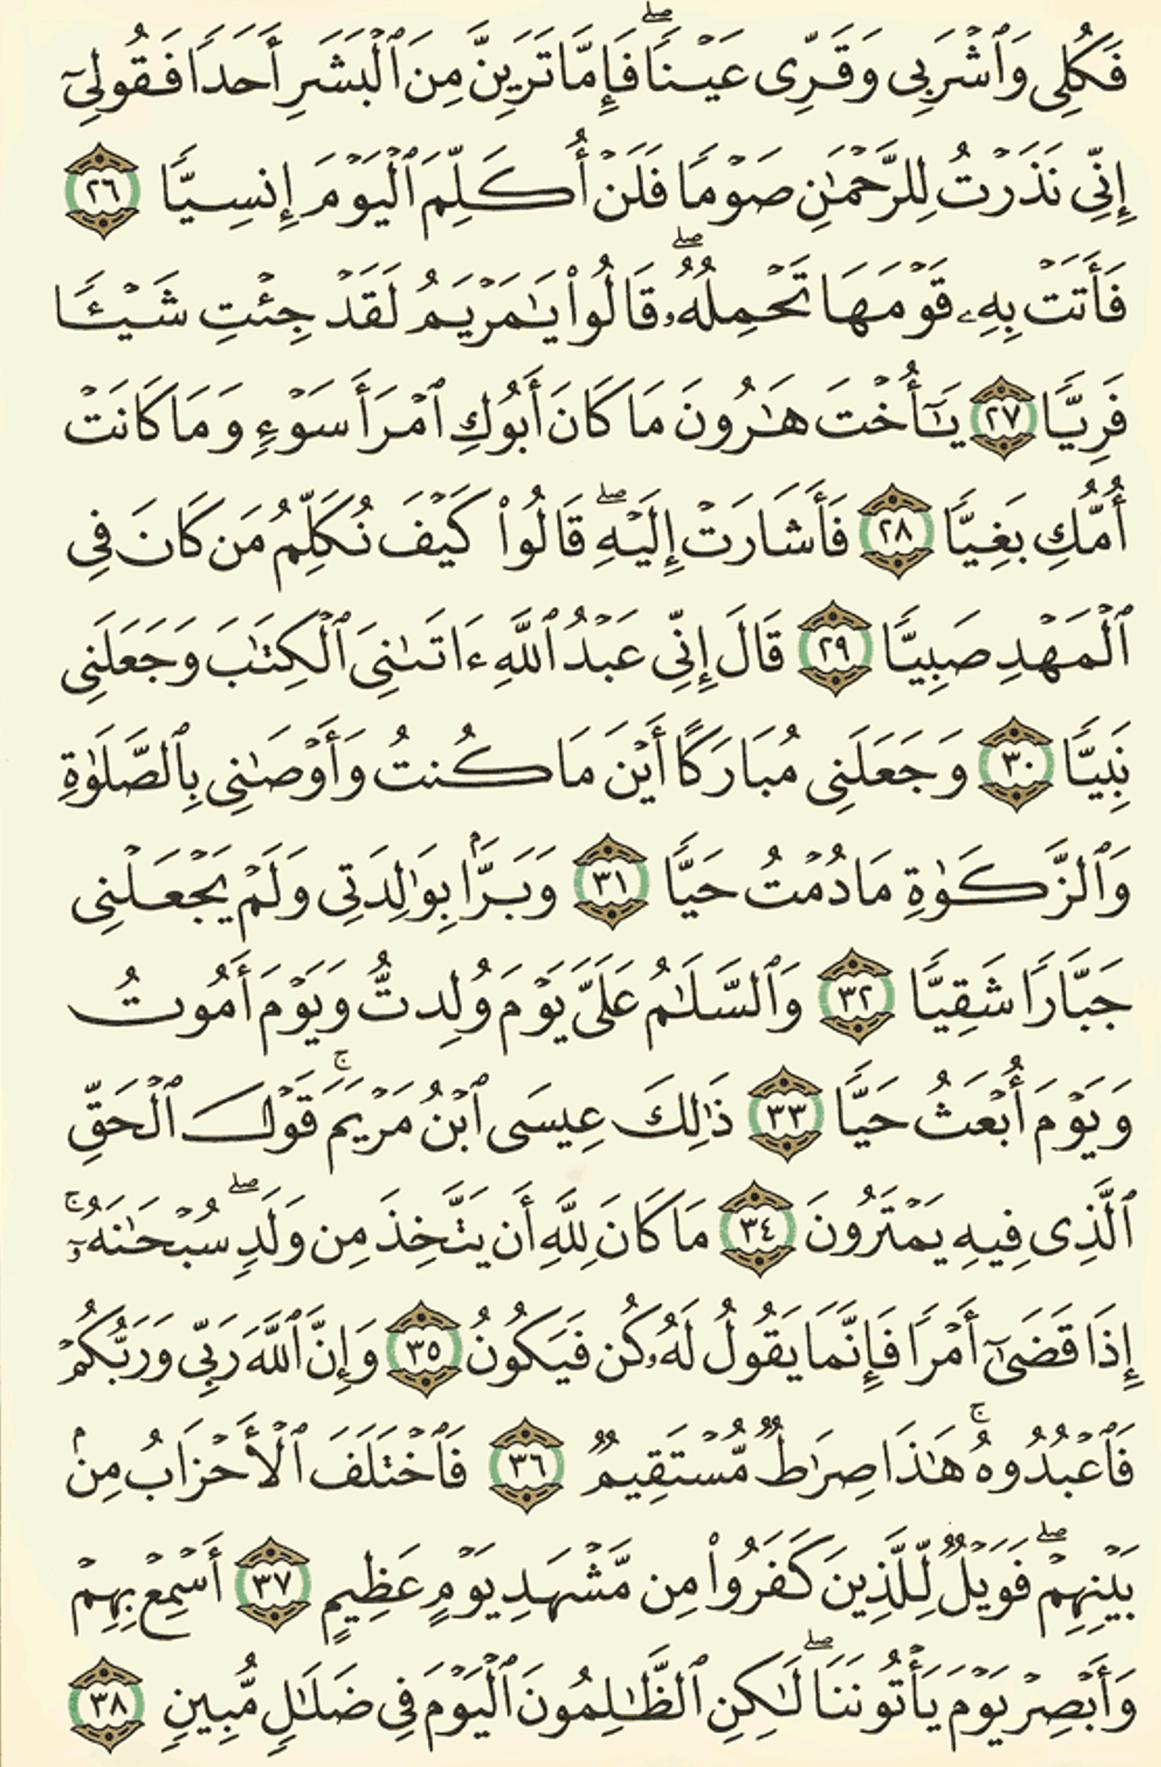 فَكُلِى وَٱشْرَبِى وَقَرِّى عَيْنًا ۖ فَإِمَّا تَرَيِنَّ مِنَ ٱلْبَشَرِ أَحَدًا فَقُولِىٓ
إِنِّى نَذَرْتُ لِلرَّحْمَٰنِ صَوْمًا فَلَنْ أُكَلِّمَ ٱلْيَوْمَ إِنسِيًّا ٢٦
فَأَتَتْ بِهِۦ قَوْمَهَا تَحْمِلُهُۥ ۖ قَالُوا۟ يَٰمَرْيَمُ لَقَدْ جِئْتِ شَيْـًٔا
فَرِيًّا ٢٧ يَٰٓأُخْتَ هَٰرُونَ مَا كَانَ أَبُوكِ ٱمْرَأَ سَوْءٍ وَمَا كَانَتْ
أُمُّكِ بَغِيًّا ٢٨ فَأَشَارَتْ إِلَيْهِ ۖ قَالُوا۟ كَيْفَ نُكَلِّمُ مَن كَانَ فِى
ٱلْمَهْدِ صَبِيًّا ٢٩ قَالَ إِنِّى عَبْدُ ٱللَّهِ ءَاتَىٰنِىَ ٱلْكِتَٰبَ وَجَعَلَنِى
نَبِيًّا ٣٠ وَجَعَلَنِى مُبَارَكًا أَيْنَ مَا كُنتُ وَأَوْصَٰنِى بِٱلصَّلَوٰةِ
وَٱلزَّكَوٰةِ مَا دُمْتُ حَيًّا ٣١ وَبَرًّۢا بِوَٰلِدَتِى وَلَمْ يَجْعَلْنِى
جَبَّارًا شَقِيًّا ٣٢ وَٱلسَّلَٰمُ عَلَىَّ يَوْمَ وُلِدتُّ وَيَوْمَ أَمُوتُ
وَيَوْمَ أُبْعَثُ حَيًّا ٣٣ ذَٰلِكَ عِيسَى ٱبْنُ مَرْيَمَ ۚ قَوْلَ ٱلْحَقِّ
ٱلَّذِى فِيهِ يَمْتَرُونَ ٣٤ مَا كَانَ لِلَّهِ أَن يَتَّخِذَ مِن وَلَدٍ ۖ سُبْحَٰنَهُۥٓ ۚ
إِذَا قَضَىٰٓ أَمْرًا فَإِنَّمَا يَقُولُ لَهُۥ كُن فَيَكُونُ ٣٥ وَإِنَّ ٱللَّهَ رَبِّى وَرَبُّكُمْ
فَٱعْبُدُوهُ ۚ هَٰذَا صِرَٰطٌ مُّسْتَقِيمٌ ٣٦ فَٱخْتَلَفَ ٱلْأَحْزَابُ مِنۢ
بَيْنِهِمْ ۖ فَوَيْلٌ لِّلَّذِينَ كَفَرُوا۟ مِن مَّشْهَدِ يَوْمٍ عَظِيمٍ ٣٧ أَسْمِعْ بِهِمْ
وَأَبْصِرْ يَوْمَ يَأْتُونَنَا ۖ لَٰكِنِ ٱلظَّٰلِمُونَ ٱلْيَوْمَ فِى ضَلَٰلٍ مُّبِينٍ ٣٨